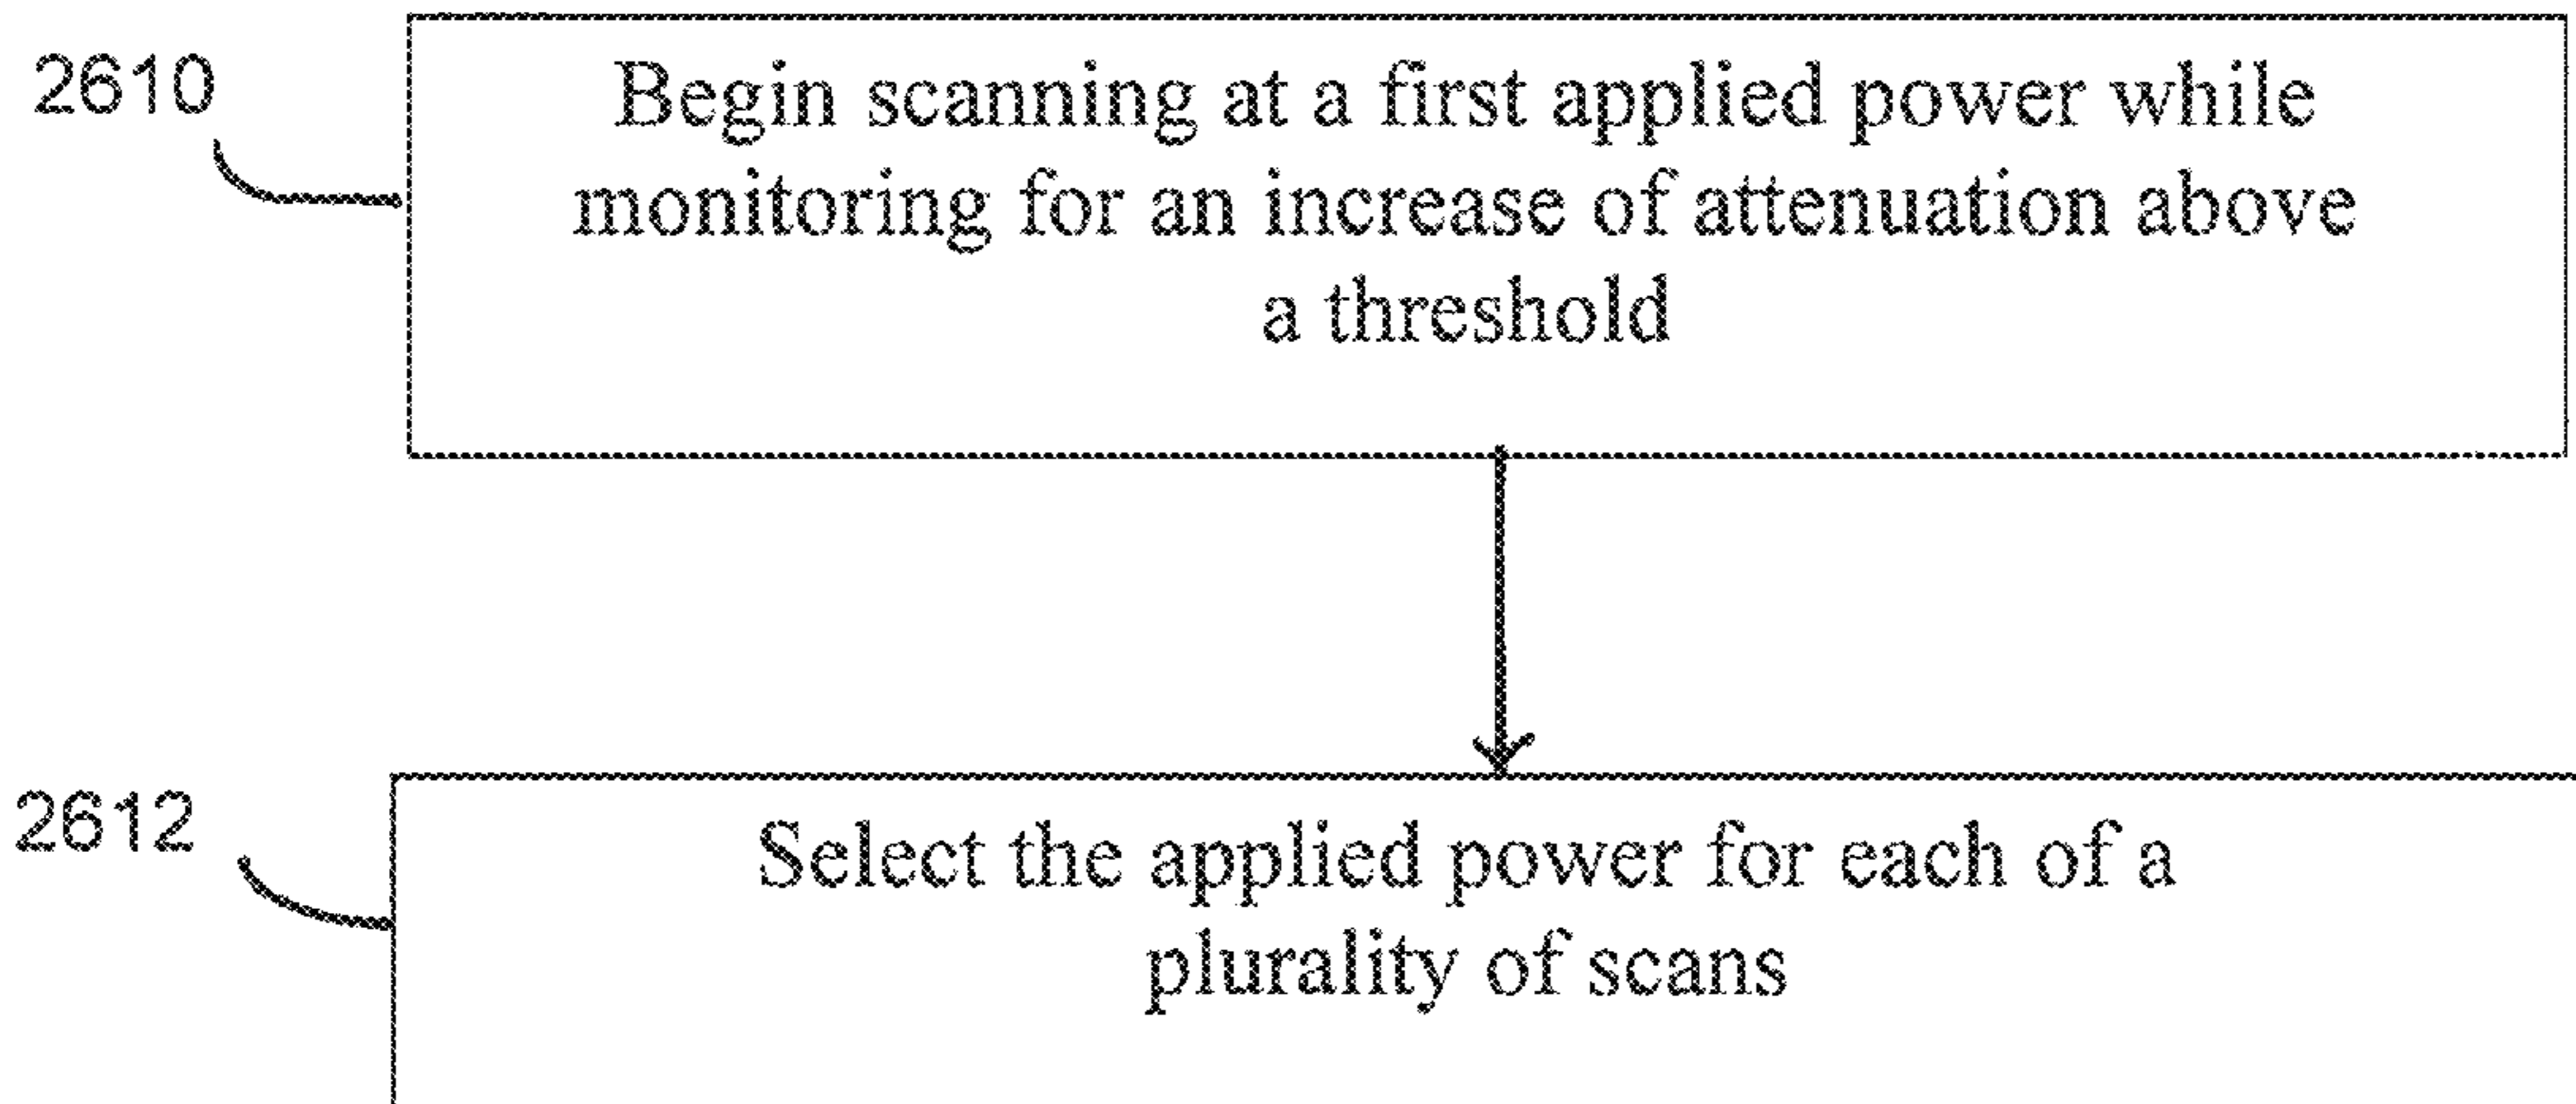 2610
Begin scanning at a first applied power while
monitoring for an increase of attenuation above
a threshold
2612
Select the applied power for each of a
plurality of scans